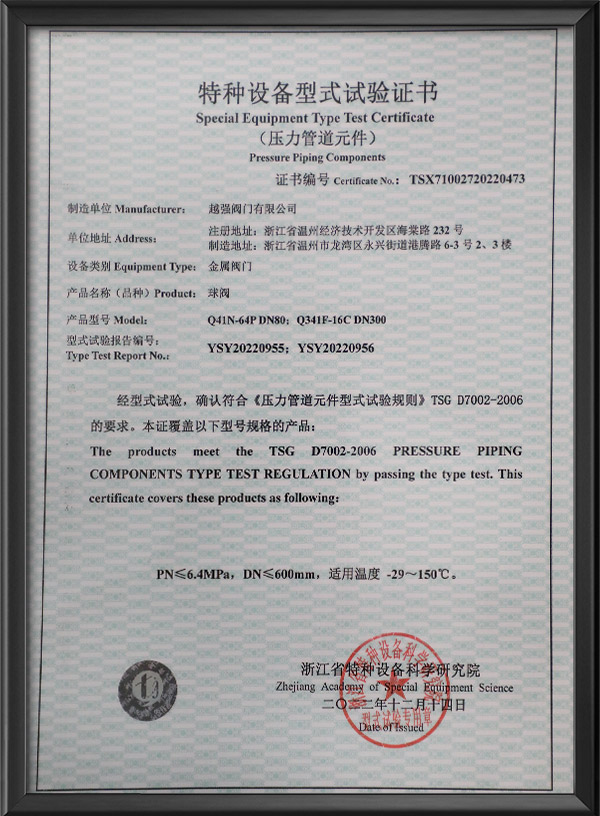 特种设备型式试验证书
Special Equipment Type Test Certificate
（压力管道元件）
Pressure Piping Components
证书编号 Certificate No.： TSX71002720220473
制造单位 Manufacturer： 越强阀门有限公司
单位地址 Address： 注册地址：浙江省温州经济技术开发区海棠路 232 号
制造地址：浙江省温州市龙湾区永兴街道港腾路 6-3 号 2、3 楼
设备类别 Equipment Type： 金属阀门
产品名称（品种）Product： 球阀
产品型号 Model： Q41N-64P DN80；Q341F-16C DN300
型式试验报告编号：
Type Test Report No.： YSY20220955；YSY20220956
经型式试验，确认符合《压力管道元件型式试验规则》TSG D7002-2006
的要求。本证覆盖以下型号规格的产品：
The products meet the TSG D7002-2006 PRESSURE PIPING
COMPONENTS TYPE TEST REGULATION by passing the type test. This
certificate covers these products as following：
PN≤6.4MPa，DN≤600mm，适用温度 -29～150℃。
浙江省特种设备科学研究院
Zhejiang Academy of Special Equipment Science
二〇二二年十二月十四日
Date of Issued
型式试验专用章